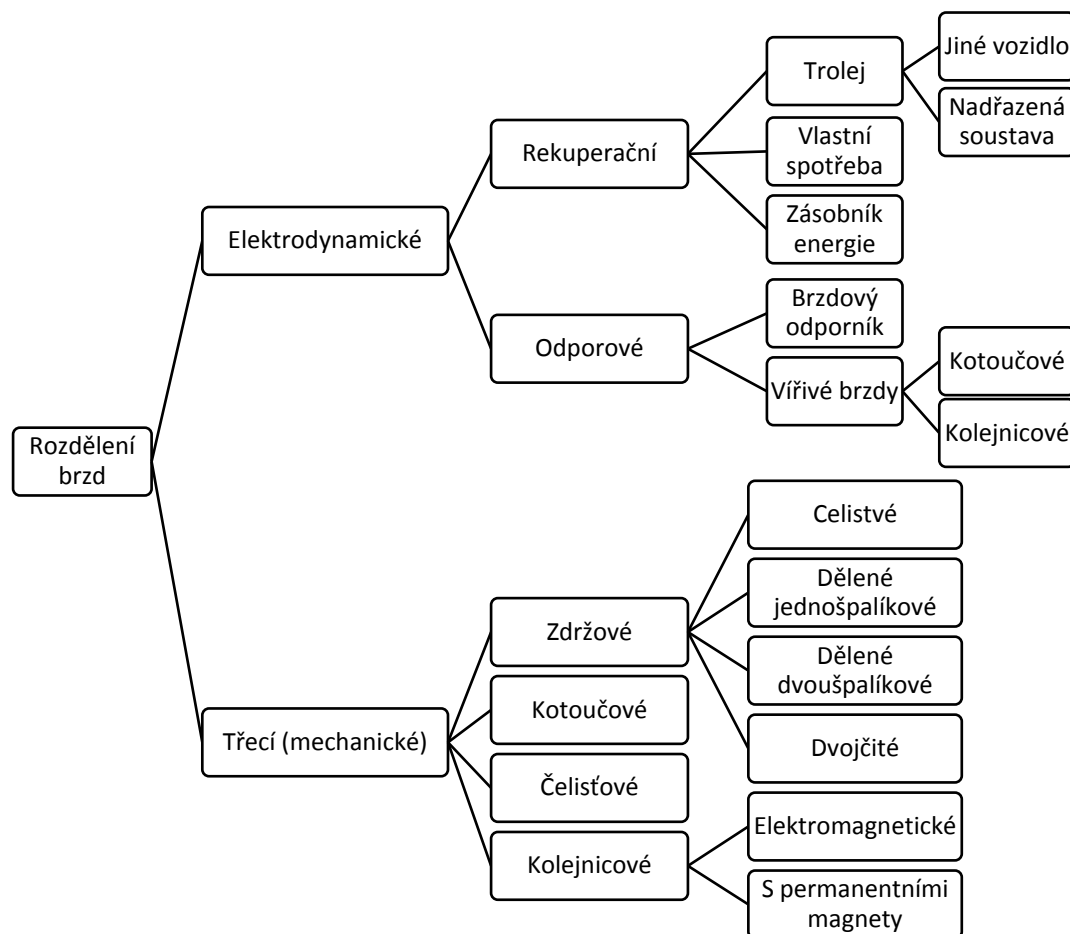 Rozdělení
brzd
Elektrodynamické
Rekuperační
Trolej
Jiné vozidlo
Nadřazená
soustava
Vlastní
spotřeba
Zásobník
energie
Odporové
Brzdový
odporník
Vířivé brzdy
Kotoučové
Kolejnicové
Třecí (mechanické)
Zdržové
Celistvé
Dělené
jednošpalíkové
Dělené
dvoušpalíkové
Dvojčité
Kotoučové
Čelisťové
Kolejnicové
Elektromagnetické
S permanentními
magnety